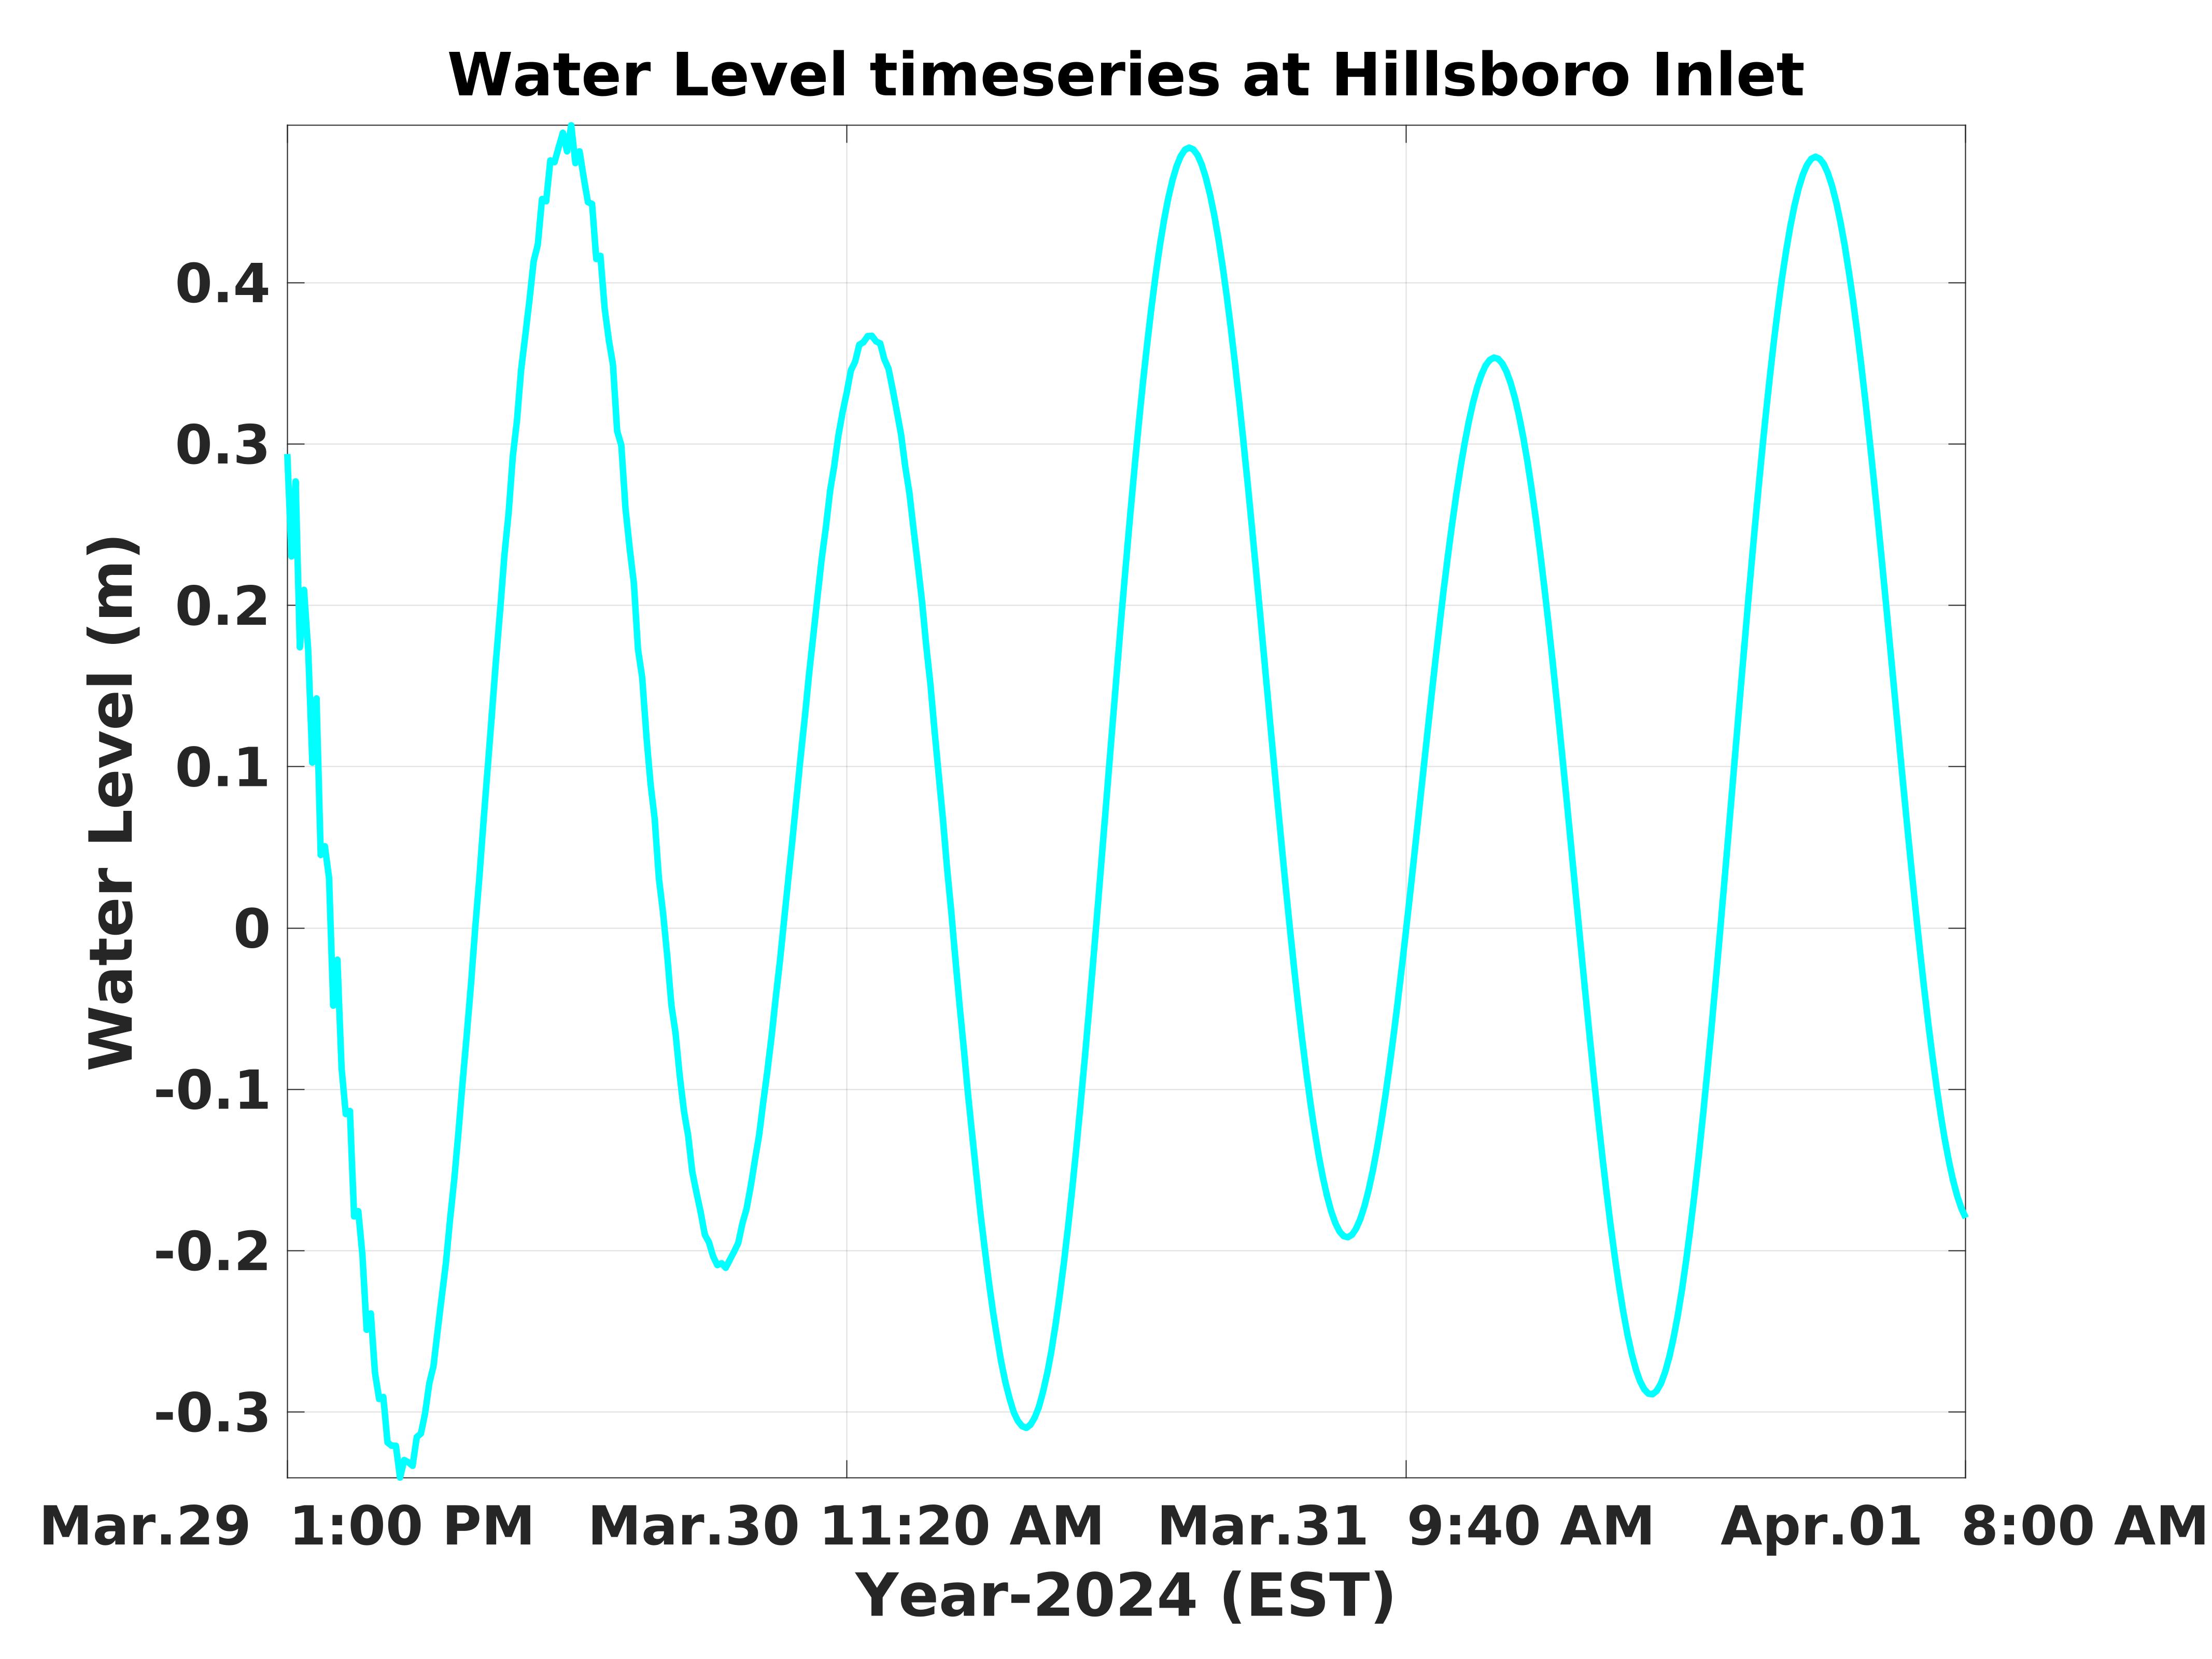 Water Level timeseries at Hillsboro Inlet
0.4
0.3
0.2
0.1
0
-0.1
-0.2
-0.3
Water Level (m)
Mar.29 1:00 PM Mar.30 11:20 AM Mar.31 9:40 AM Apr.01 8:00 AM
Year-2024 (EST)